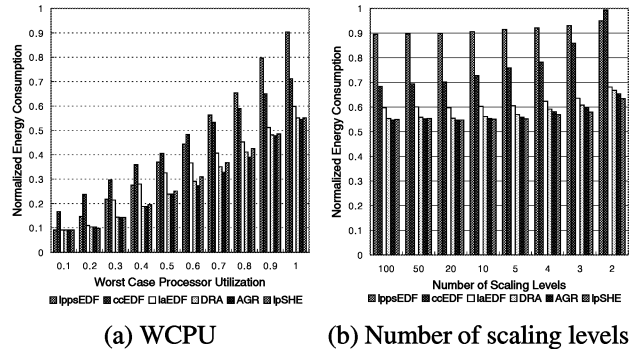 Normalized Energy Consumption
1
0.9
0.8
0.7
0.6
0.5
0.4
0.3
0.2
0.1
0
0.1 0.2 0.3 0.4 0.5 0.6 0.7 0.8 0.9 1
Worst Case Processor Utilization
lppsEDF ccEDF laEDF DRA AGR lpSHE
(a) WCPU
Normalized Energy Consumption
1
0.9
0.8
0.7
0.6
0.5
0.4
0.3
0.2
0.1
0
100 50 20 10 5 4 3 2
Number of Scaling Levels
lppsEDF ccEDF laEDF DRA AGR lpSHE
(b) Number of scaling levels